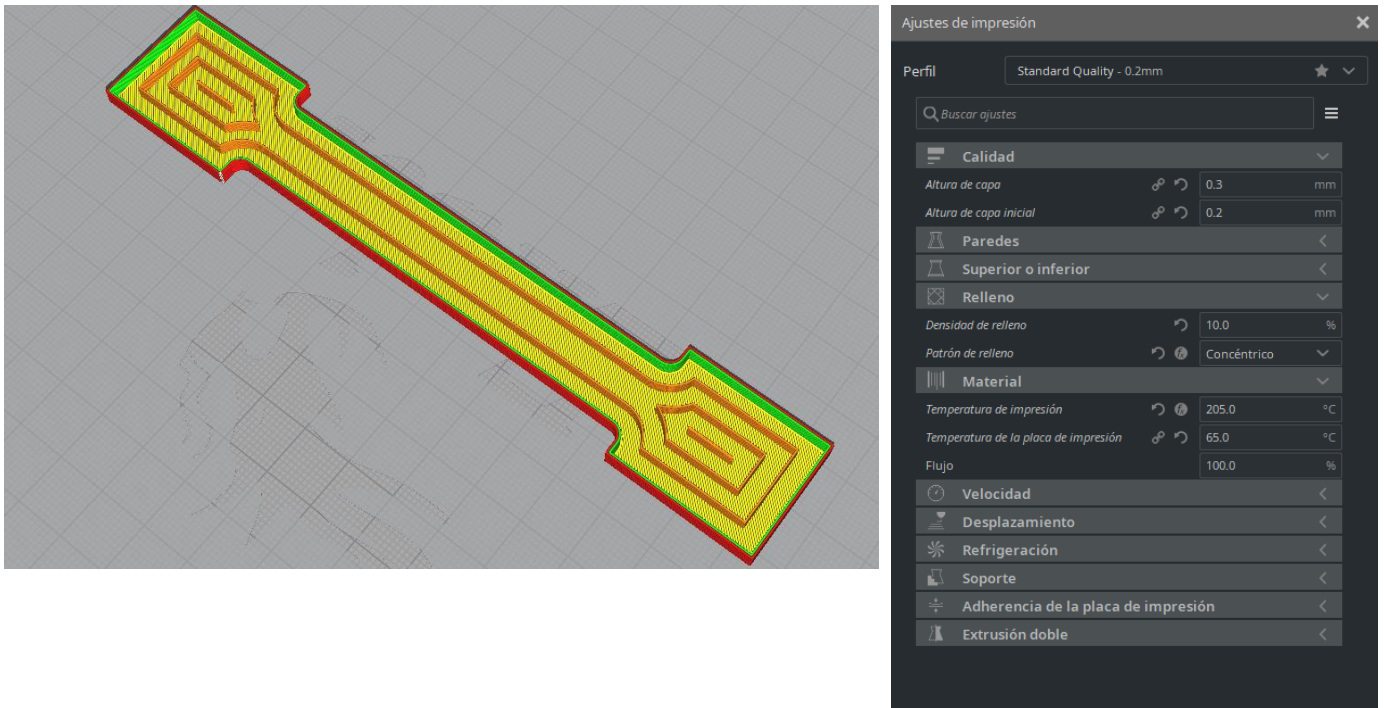 Ajustes de impresión
Perfil Standard Quality - 0.2mm
Buscar ajustes
Calidad
Altura de capa 0.3 mm
Altura de capa inicial 0.2 mm
Paredes
Superior o inferior
Relleno
Densidad de relleno 10.0 %
Patrón de relleno Concéntrico
Material
Temperatura de impresión 205.0 °C
Temperatura de la placa de impresión 65.0 °C
Flujo 100.0 %
Velocidad
Desplazamiento
Refrigeración
Soporte
Adherencia de la placa de impresión
Extrusión doble